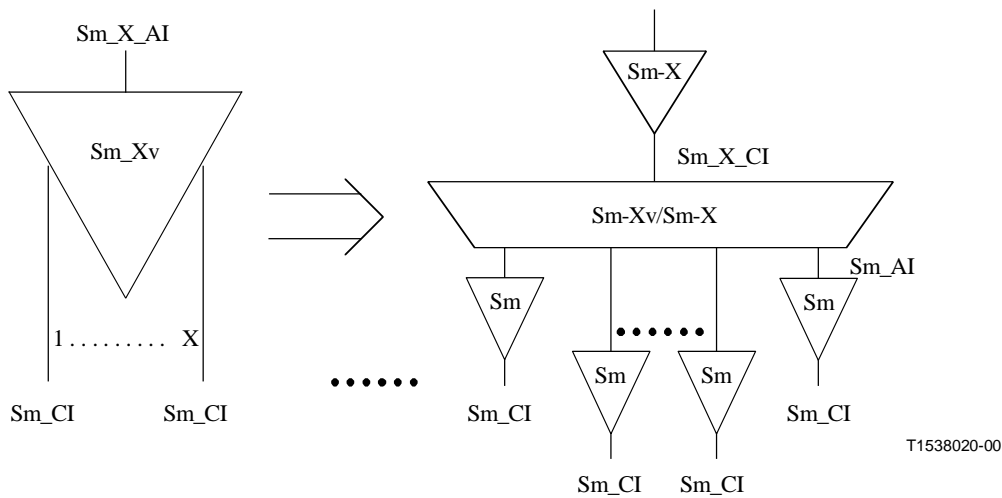 Sm_X_AI
Sm_Xv
1 . . . . . . . . . X
Sm_CI Sm_CI
Sm-X
Sm_X_CI
Sm-Xv/Sm-X
Sm_AI
Sm Sm
Sm Sm
Sm_CI Sm_CI
Sm_CI Sm_CI
T1538020-00